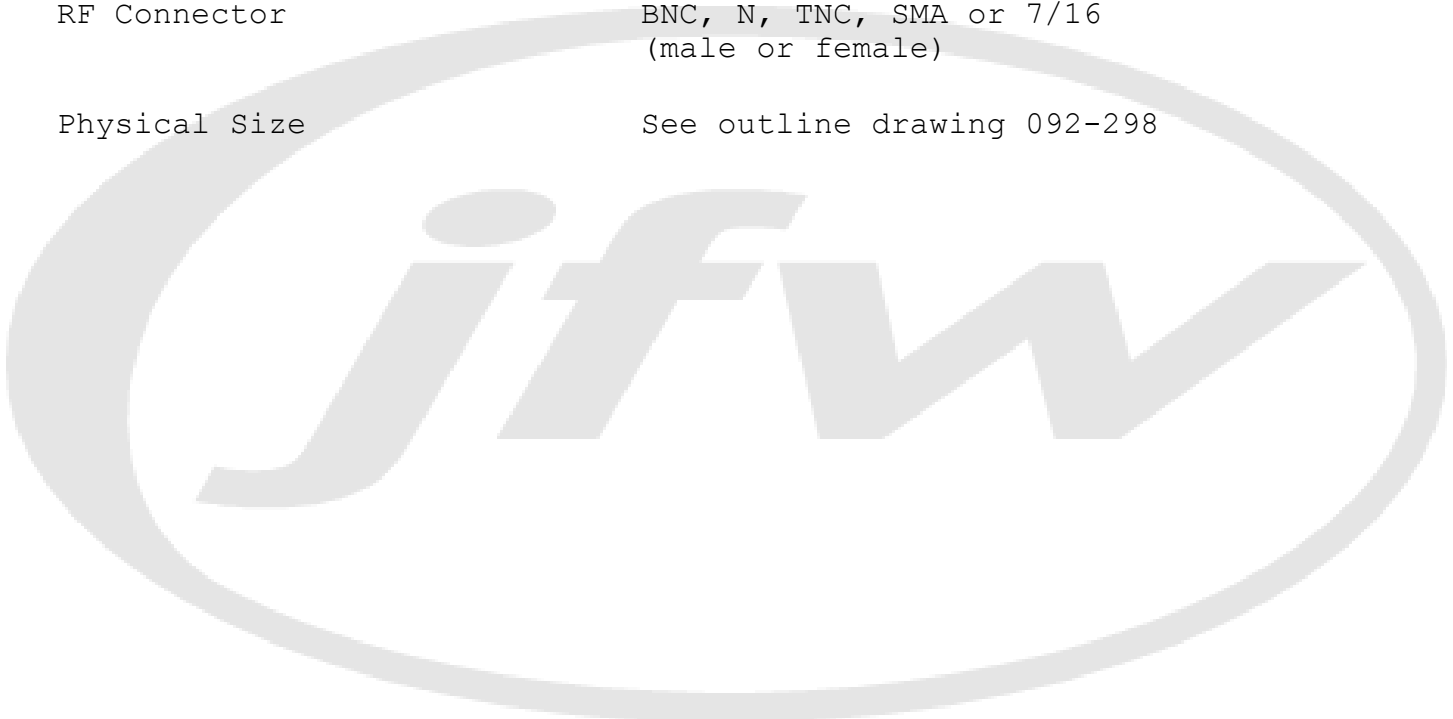 RF Connector BNC, N, TNC, SMA or 7/16
(male or female)
Physical Size See outline drawing 092-298
jfw